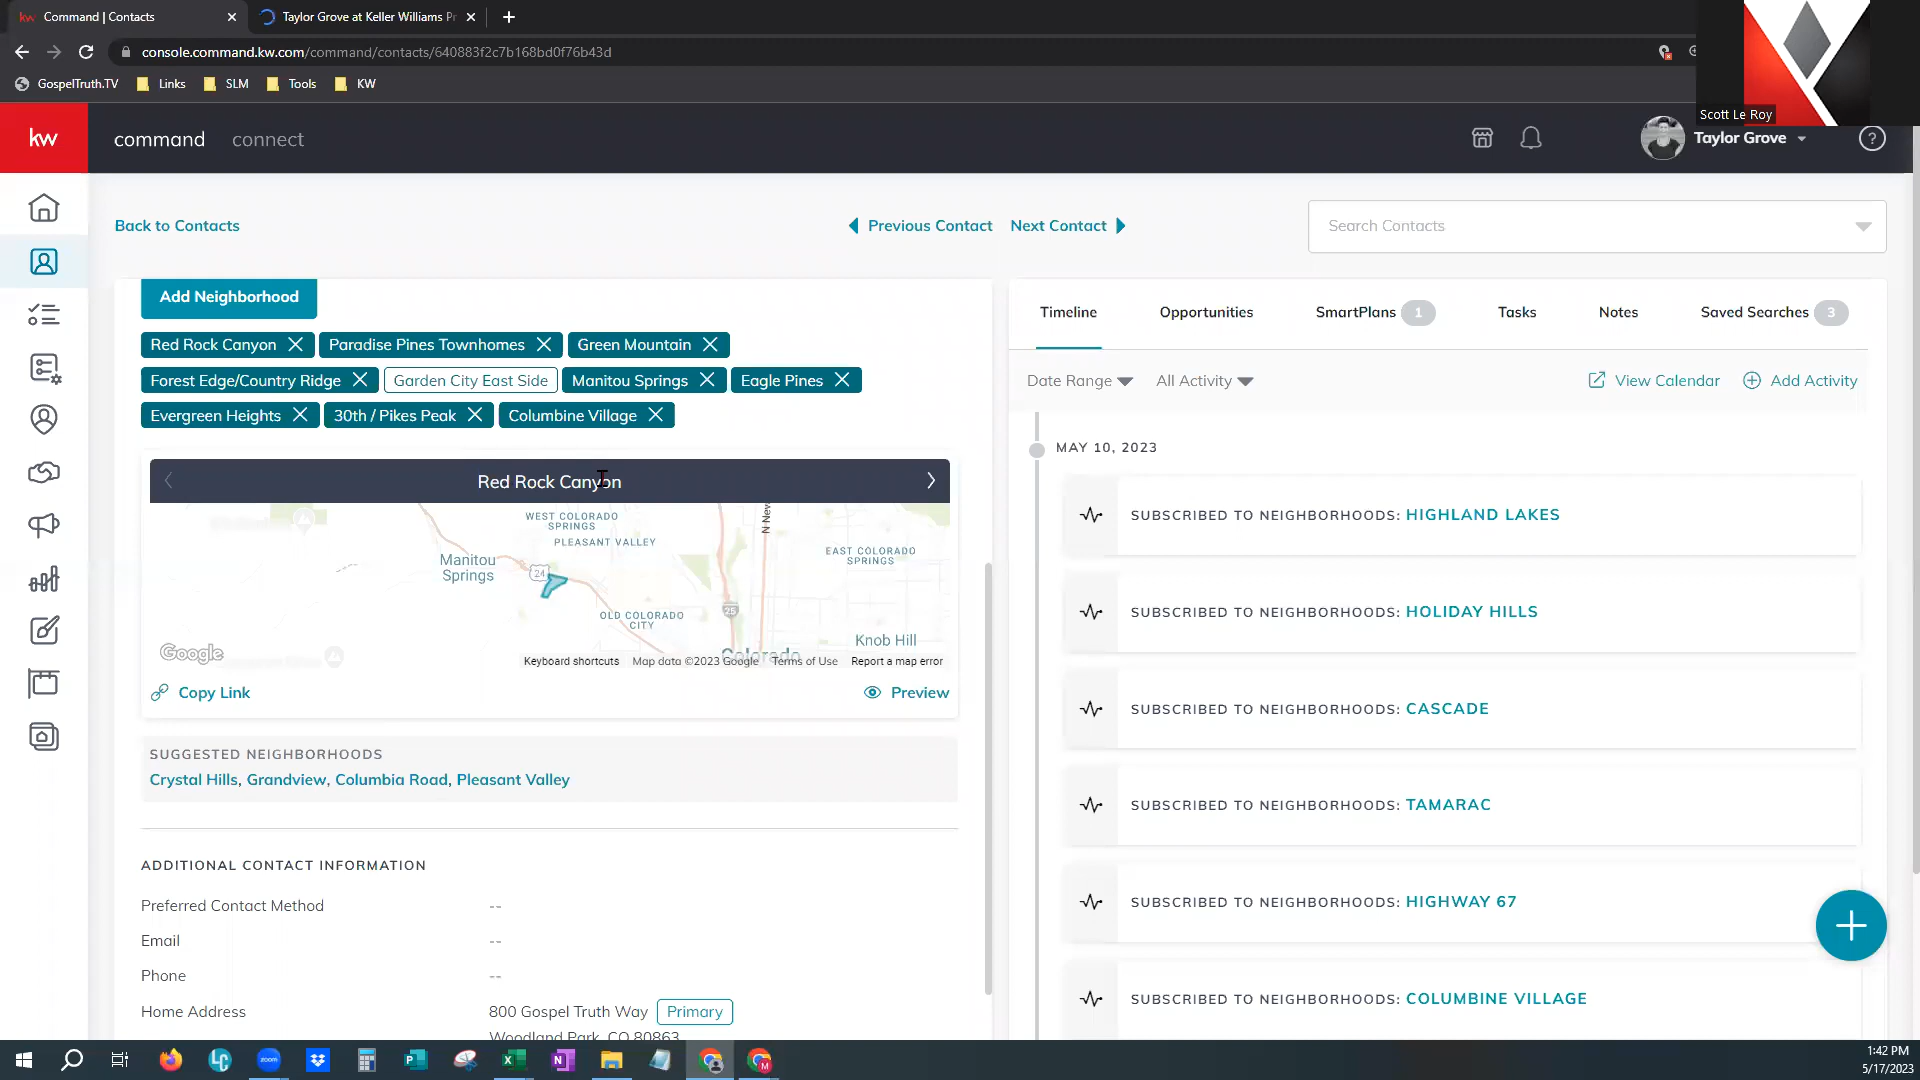 kw Command | Contacts
Taylor Grove at Keller Williams Pr
console.command.kw.com/command/contacts/640883f2c7b168bd0f76b43d
GospelTruth.TV Links SLM Tools KW
Scott Le Roy
kw command connect Taylor Grove ?
Back to Contacts Previous Contact Next Contact Search Contacts
Add Neighborhood
Red Rock Canyon Paradise Pines Townhomes Green Mountain
Forest Edge/Country Ridge Garden City East Side Manitou Springs Eagle Pines
Evergreen Heights 30th / Pikes Peak Columbine Village
Red Rock Canyon
WEST COLORADO SPRINGS
PLEASANT VALLEY
N Nev
Manitou Springs
24
EAST COLORADO SPRINGS
OLD COLORADO CITY
25
Knob Hill
Colorado
Google
Keyboard shortcuts Map data ©2023 Google Terms of Use Report a map error
Copy Link Preview
SUGGESTED NEIGHBORHOODS
Crystal Hills, Grandview, Columbia Road, Pleasant Valley
ADDITIONAL CONTACT INFORMATION
Preferred Contact Method --
Email --
Phone --
Home Address 800 Gospel Truth Way Primary
Woodland Park, CO 80863
Timeline Opportunities SmartPlans 1 Tasks Notes Saved Searches 3
Date Range All Activity View Calendar Add Activity
MAY 10, 2023
SUBSCRIBED TO NEIGHBORHOODS: HIGHLAND LAKES
SUBSCRIBED TO NEIGHBORHOODS: HOLIDAY HILLS
SUBSCRIBED TO NEIGHBORHOODS: CASCADE
SUBSCRIBED TO NEIGHBORHOODS: TAMARAC
SUBSCRIBED TO NEIGHBORHOODS: HIGHWAY 67
SUBSCRIBED TO NEIGHBORHOODS: COLUMBINE VILLAGE
1:42 PM
5/17/2023